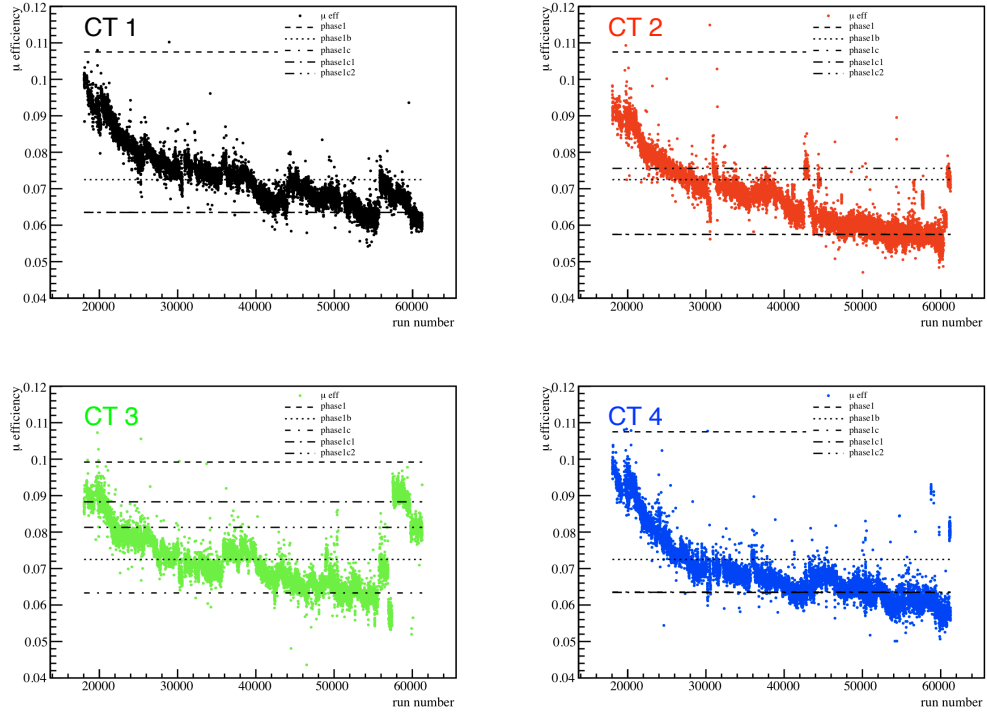 μ efficiency
CT 1
μ eff
phase1
phase1b
phase1c
phase1c1
phase1c2
0.12
0.11
0.1
0.09
0.08
0.07
0.06
0.05
0.04
20000 30000 40000 50000 60000
run number
μ efficiency
CT 2
μ eff
phase1
phase1b
phase1c
phase1c1
phase1c2
0.12
0.11
0.1
0.09
0.08
0.07
0.06
0.05
0.04
20000 30000 40000 50000 60000
run number
μ efficiency
CT 3
μ eff
phase1
phase1b
phase1c
phase1c1
phase1c2
0.12
0.11
0.1
0.09
0.08
0.07
0.06
0.05
0.04
20000 30000 40000 50000 60000
run number
μ efficiency
CT 4
μ eff
phase1
phase1b
phase1c
phase1c1
phase1c2
0.12
0.11
0.1
0.09
0.08
0.07
0.06
0.05
0.04
20000 30000 40000 50000 60000
run number